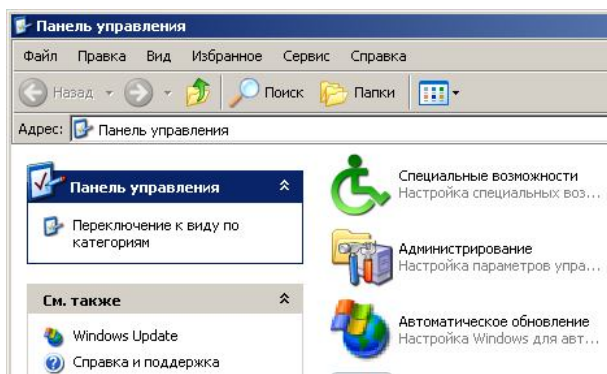 Панель управления
Файл Правка Вид Избранное Сервис Справка
Назад Поиск Папки
Адрес: Панель управления
Панель управления
Переключение к виду по
категориям
См. также
Windows Update
Справка и поддержка
Специальные возможности
Настройка специальных воз...
Администрирование
Настройка параметров упра...
Автоматическое обновление
Настройка Windows для авт...